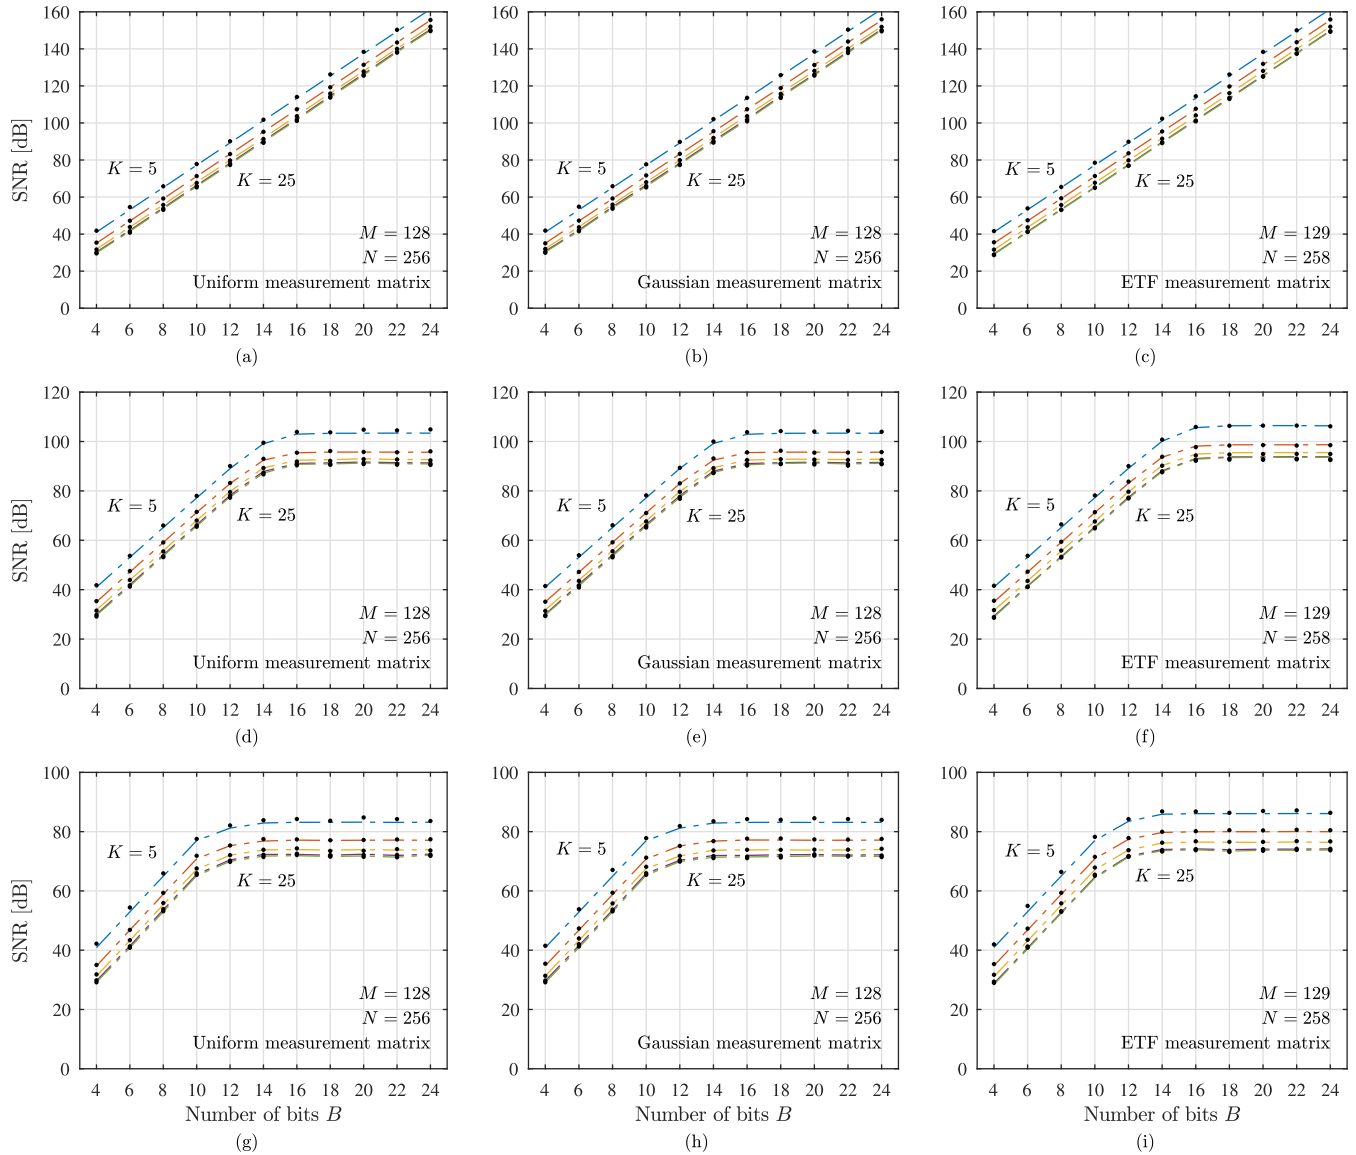 160
140
120
100
80
60
40
20
0
SNR [dB]
K = 5
K = 25
M = 128
N = 256
Uniform measurement matrix
4 6 8 10 12 14 16 18 20 22 24
(a)
160
140
120
100
80
60
40
20
0
K = 5
K = 25
M = 128
N = 256
Gaussian measurement matrix
4 6 8 10 12 14 16 18 20 22 24
(b)
160
140
120
100
80
60
40
20
0
K = 5
K = 25
M = 129
N = 258
ETF measurement matrix
4 6 8 10 12 14 16 18 20 22 24
(c)
120
100
80
60
40
20
0
SNR [dB]
K = 5
K = 25
M = 128
N = 256
Uniform measurement matrix
4 6 8 10 12 14 16 18 20 22 24
(d)
120
100
80
60
40
20
0
K = 5
K = 25
M = 128
N = 256
Gaussian measurement matrix
4 6 8 10 12 14 16 18 20 22 24
(e)
120
100
80
60
40
20
0
K = 5
K = 25
M = 129
N = 258
ETF measurement matrix
4 6 8 10 12 14 16 18 20 22 24
(f)
100
80
60
40
20
0
SNR [dB]
K = 5
K = 25
M = 128
N = 256
Uniform measurement matrix
4 6 8 10 12 14 16 18 20 22 24
Number of bits B
(g)
100
80
60
40
20
0
K = 5
K = 25
M = 128
N = 256
Gaussian measurement matrix
4 6 8 10 12 14 16 18 20 22 24
Number of bits B
(h)
100
80
60
40
20
0
K = 5
K = 25
M = 129
N = 258
ETF measurement matrix
4 6 8 10 12 14 16 18 20 22 24
Number of bits B
(i)